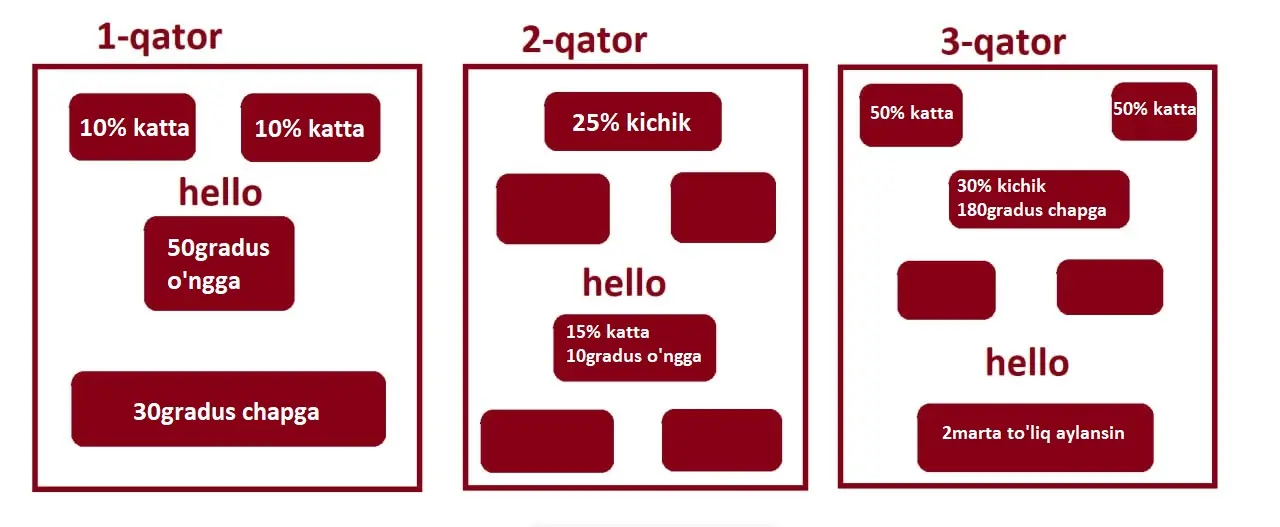 1-qator
10% katta
10% katta
hello
50gradus
o'ngga
30gradus chapga
2-qator
25% kichik
hello
15% katta
10gradus o'ngga
3-qator
50% katta
50% katta
30% kichik
180gradus chapga
hello
2marta to'liq aylansin